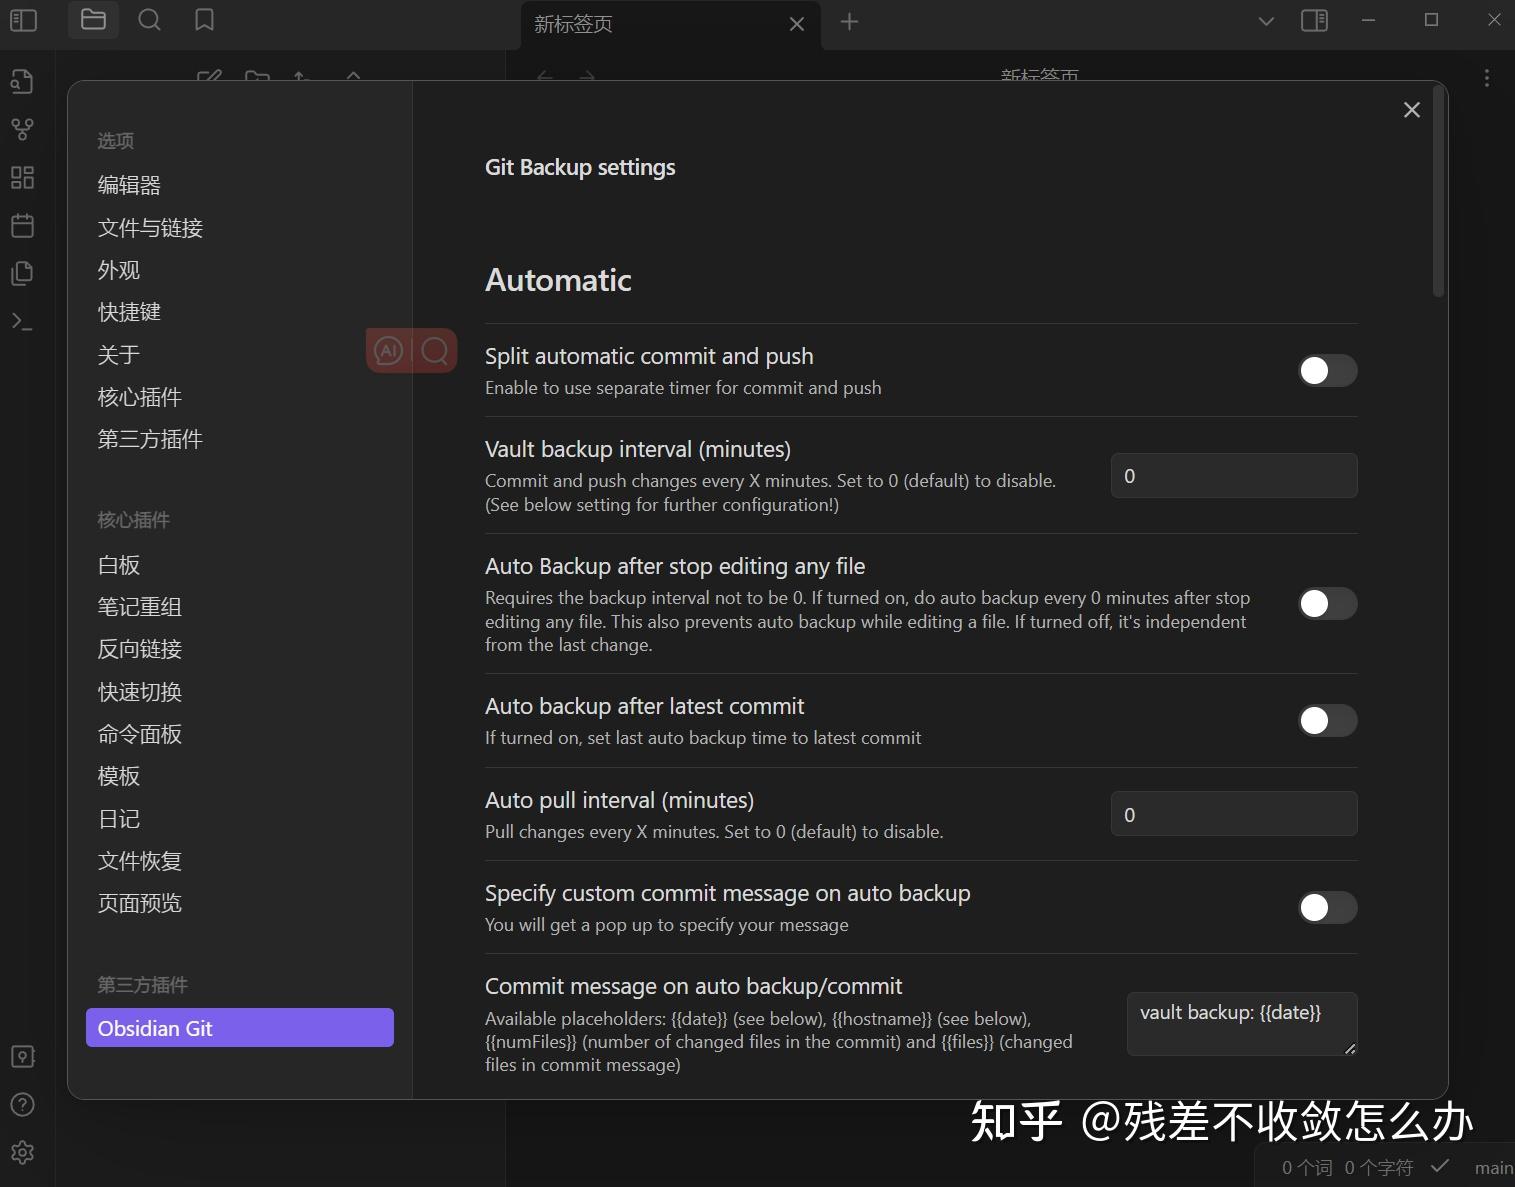 新标签页
新标签页
选项
编辑器
文件与链接
外观
快捷键
关于
核心插件
第三方插件
核心插件
白板
笔记重组
反向链接
快速切换
命令面板
模板
日记
文件恢复
页面预览
第三方插件
Obsidian Git
Git Backup settings
Automatic
AI
Split automatic commit and push
Enable to use separate timer for commit and push
Vault backup interval (minutes)
Commit and push changes every X minutes. Set to 0 (default) to disable.
(See below setting for further configuration!)
0
Auto Backup after stop editing any file
Requires the backup interval not to be 0. If turned on, do auto backup every 0 minutes after stop
editing any file. This also prevents auto backup while editing a file. If turned off, it's independent
from the last change.
Auto backup after latest commit
If turned on, set last auto backup time to latest commit
Auto pull interval (minutes)
Pull changes every X minutes. Set to 0 (default) to disable.
0
Specify custom commit message on auto backup
You will get a pop up to specify your message
Commit message on auto backup/commit
Available placeholders: {{date}} (see below), {{hostname}} (see below),
{{numFiles}} (number of changed files in the commit) and {{files}} (changed
files in commit message)
vault backup: {{date}}
知乎 @残差不收敛怎么办
0 个词 0 个字符 main